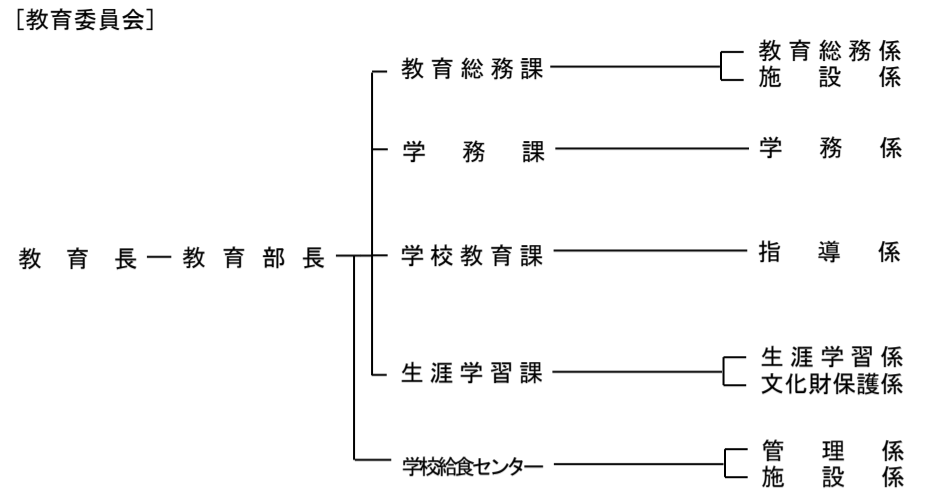 ［教育委員会］
教育総務課
教育総務係
施設係
学務課
学務係
教育長
教育部長
学校教育課
指導係
生涯学習課
生涯学習係
文化財保護係
学校給食センター
管理係
施設係